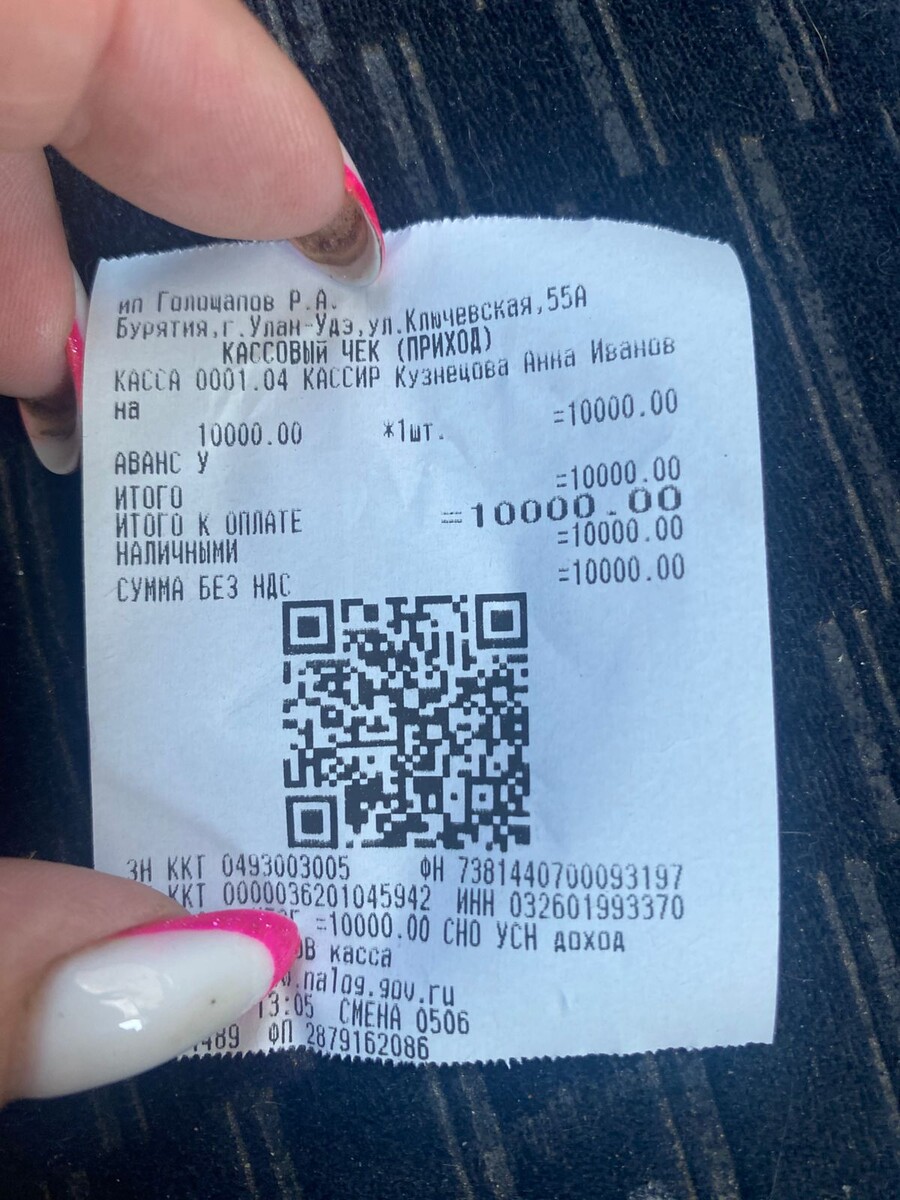 ип Голощапов Р.А.
Бурятия,г.Улан-Удэ,ул.Ключевская,55А
КАССОВЫЙ ЧЕК (ПРИХОД)
КАССА 0001.04 КАССИР Кузнецова Анна Иванов
на
10000.00 *1шт. =10000.00
АВАНС У
ИТОГО =10000.00
ИТОГО К ОПЛАТЕ =10000.00
НАЛИЧНЫМИ =10000.00
СУММА БЕЗ НДС =10000.00
ЗН ККТ 0493003005 ФН 7381440700093197
ККТ 0000036201045942 ИНН 032601993370
=10000.00 СНО УСН доход
касса
.nalog.gov.ru
13:05 СМЕНА 0506
489 ФП 2879162086